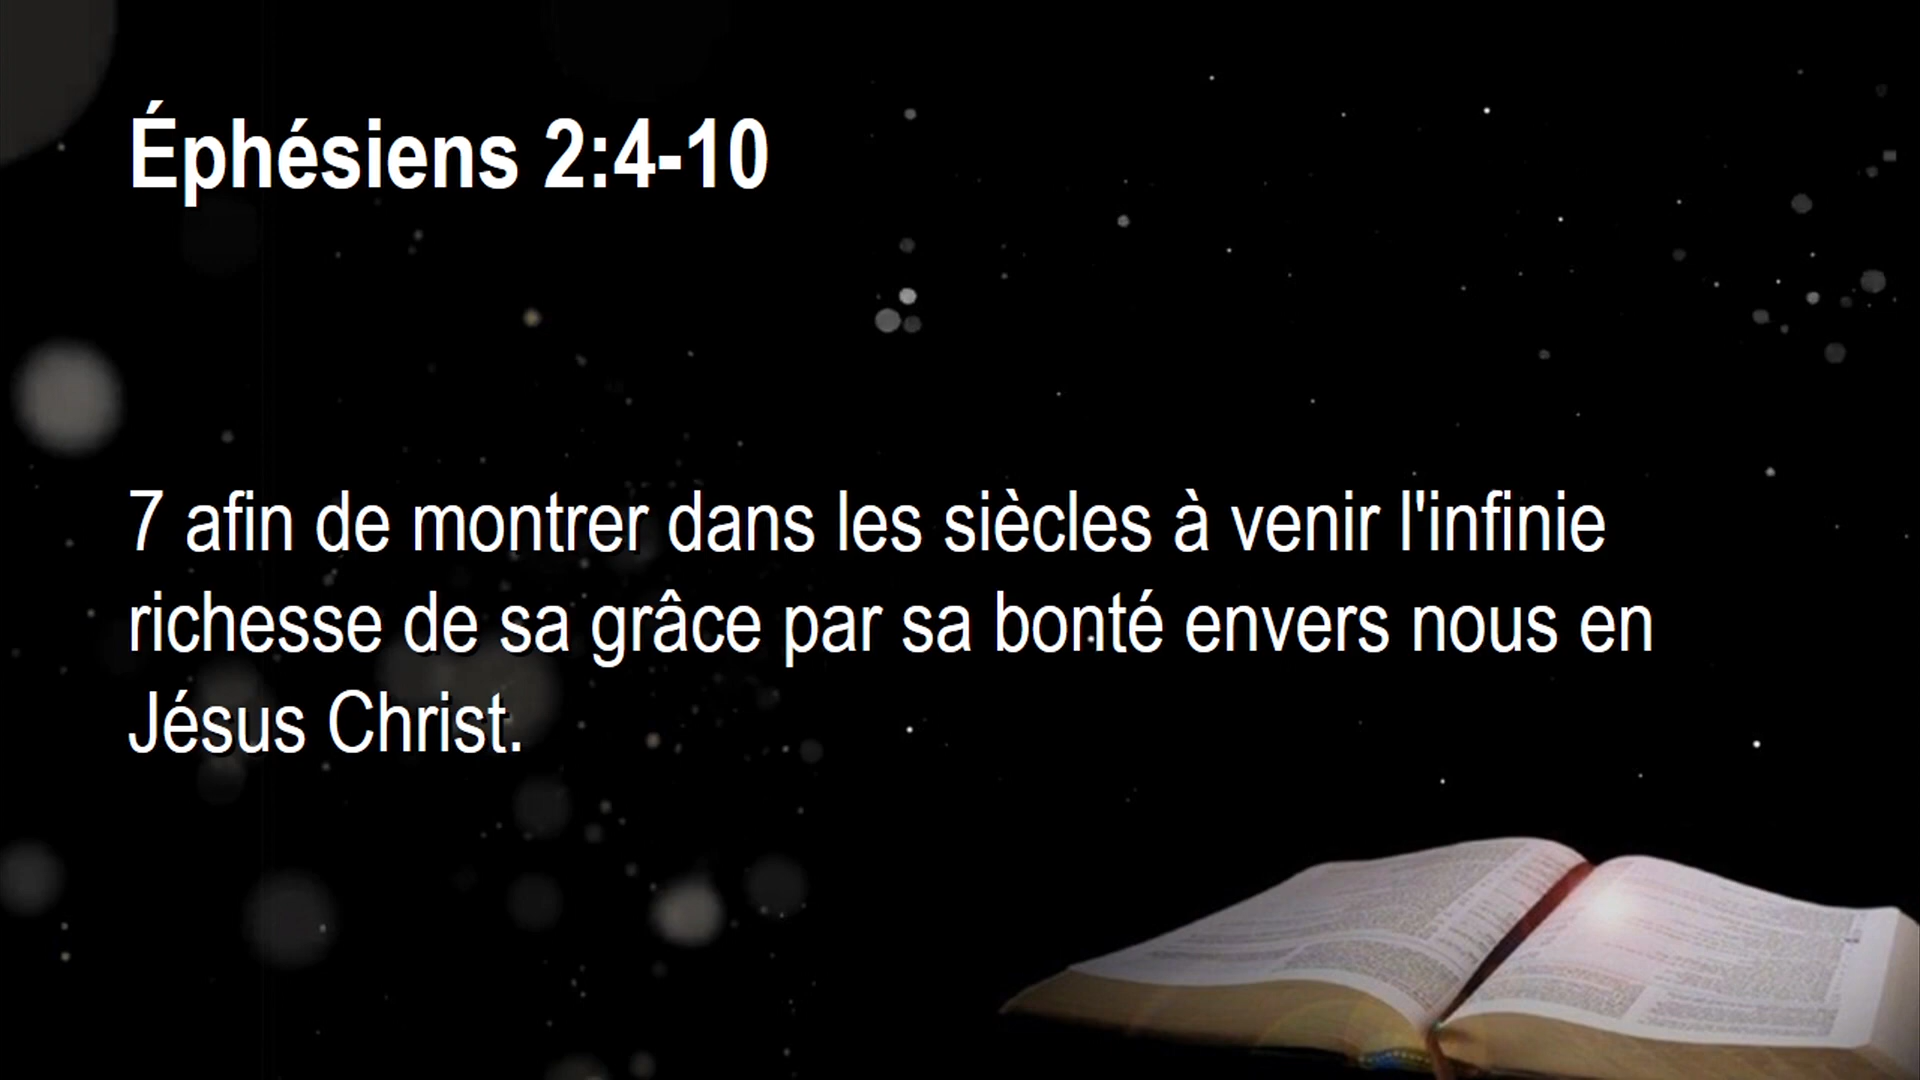 Éphésiens 2:4-10
7 afin de montrer dans les siècles à venir l'infinie
richesse de sa grâce par sa bonté envers nous en
Jésus Christ.